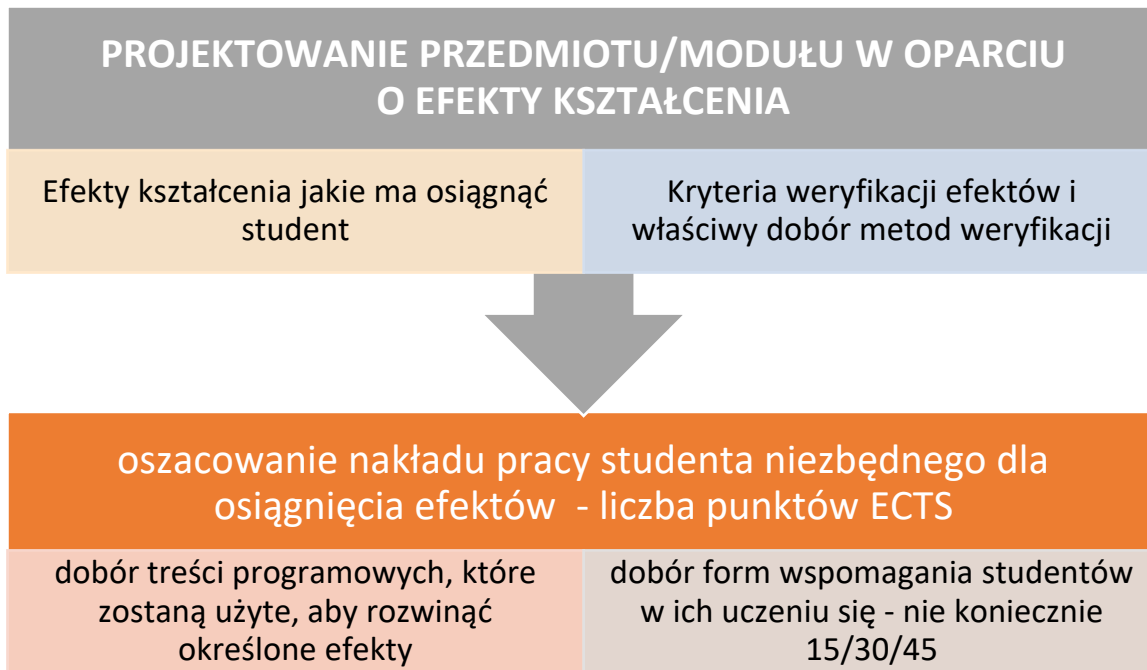 PROJEKTOWANIE PRZEDMIOTU/MODUŁU W OPARCIU
O EFEKTY KSZTAŁCENIA
Efekty kształcenia jakie ma osiągnąć
student
Kryteria weryfikacji efektów i
właściwy dobór metod weryfikacji
oszacowanie nakładu pracy studenta niezbędnego dla
osiągnięcia efektów - liczba punktów ECTS
dobór treści programowych, które
zostaną użyte, aby rozwinąć
określone efekty
dobór form wspomagania studentów
w ich uczeniu się - nie koniecznie
15/30/45